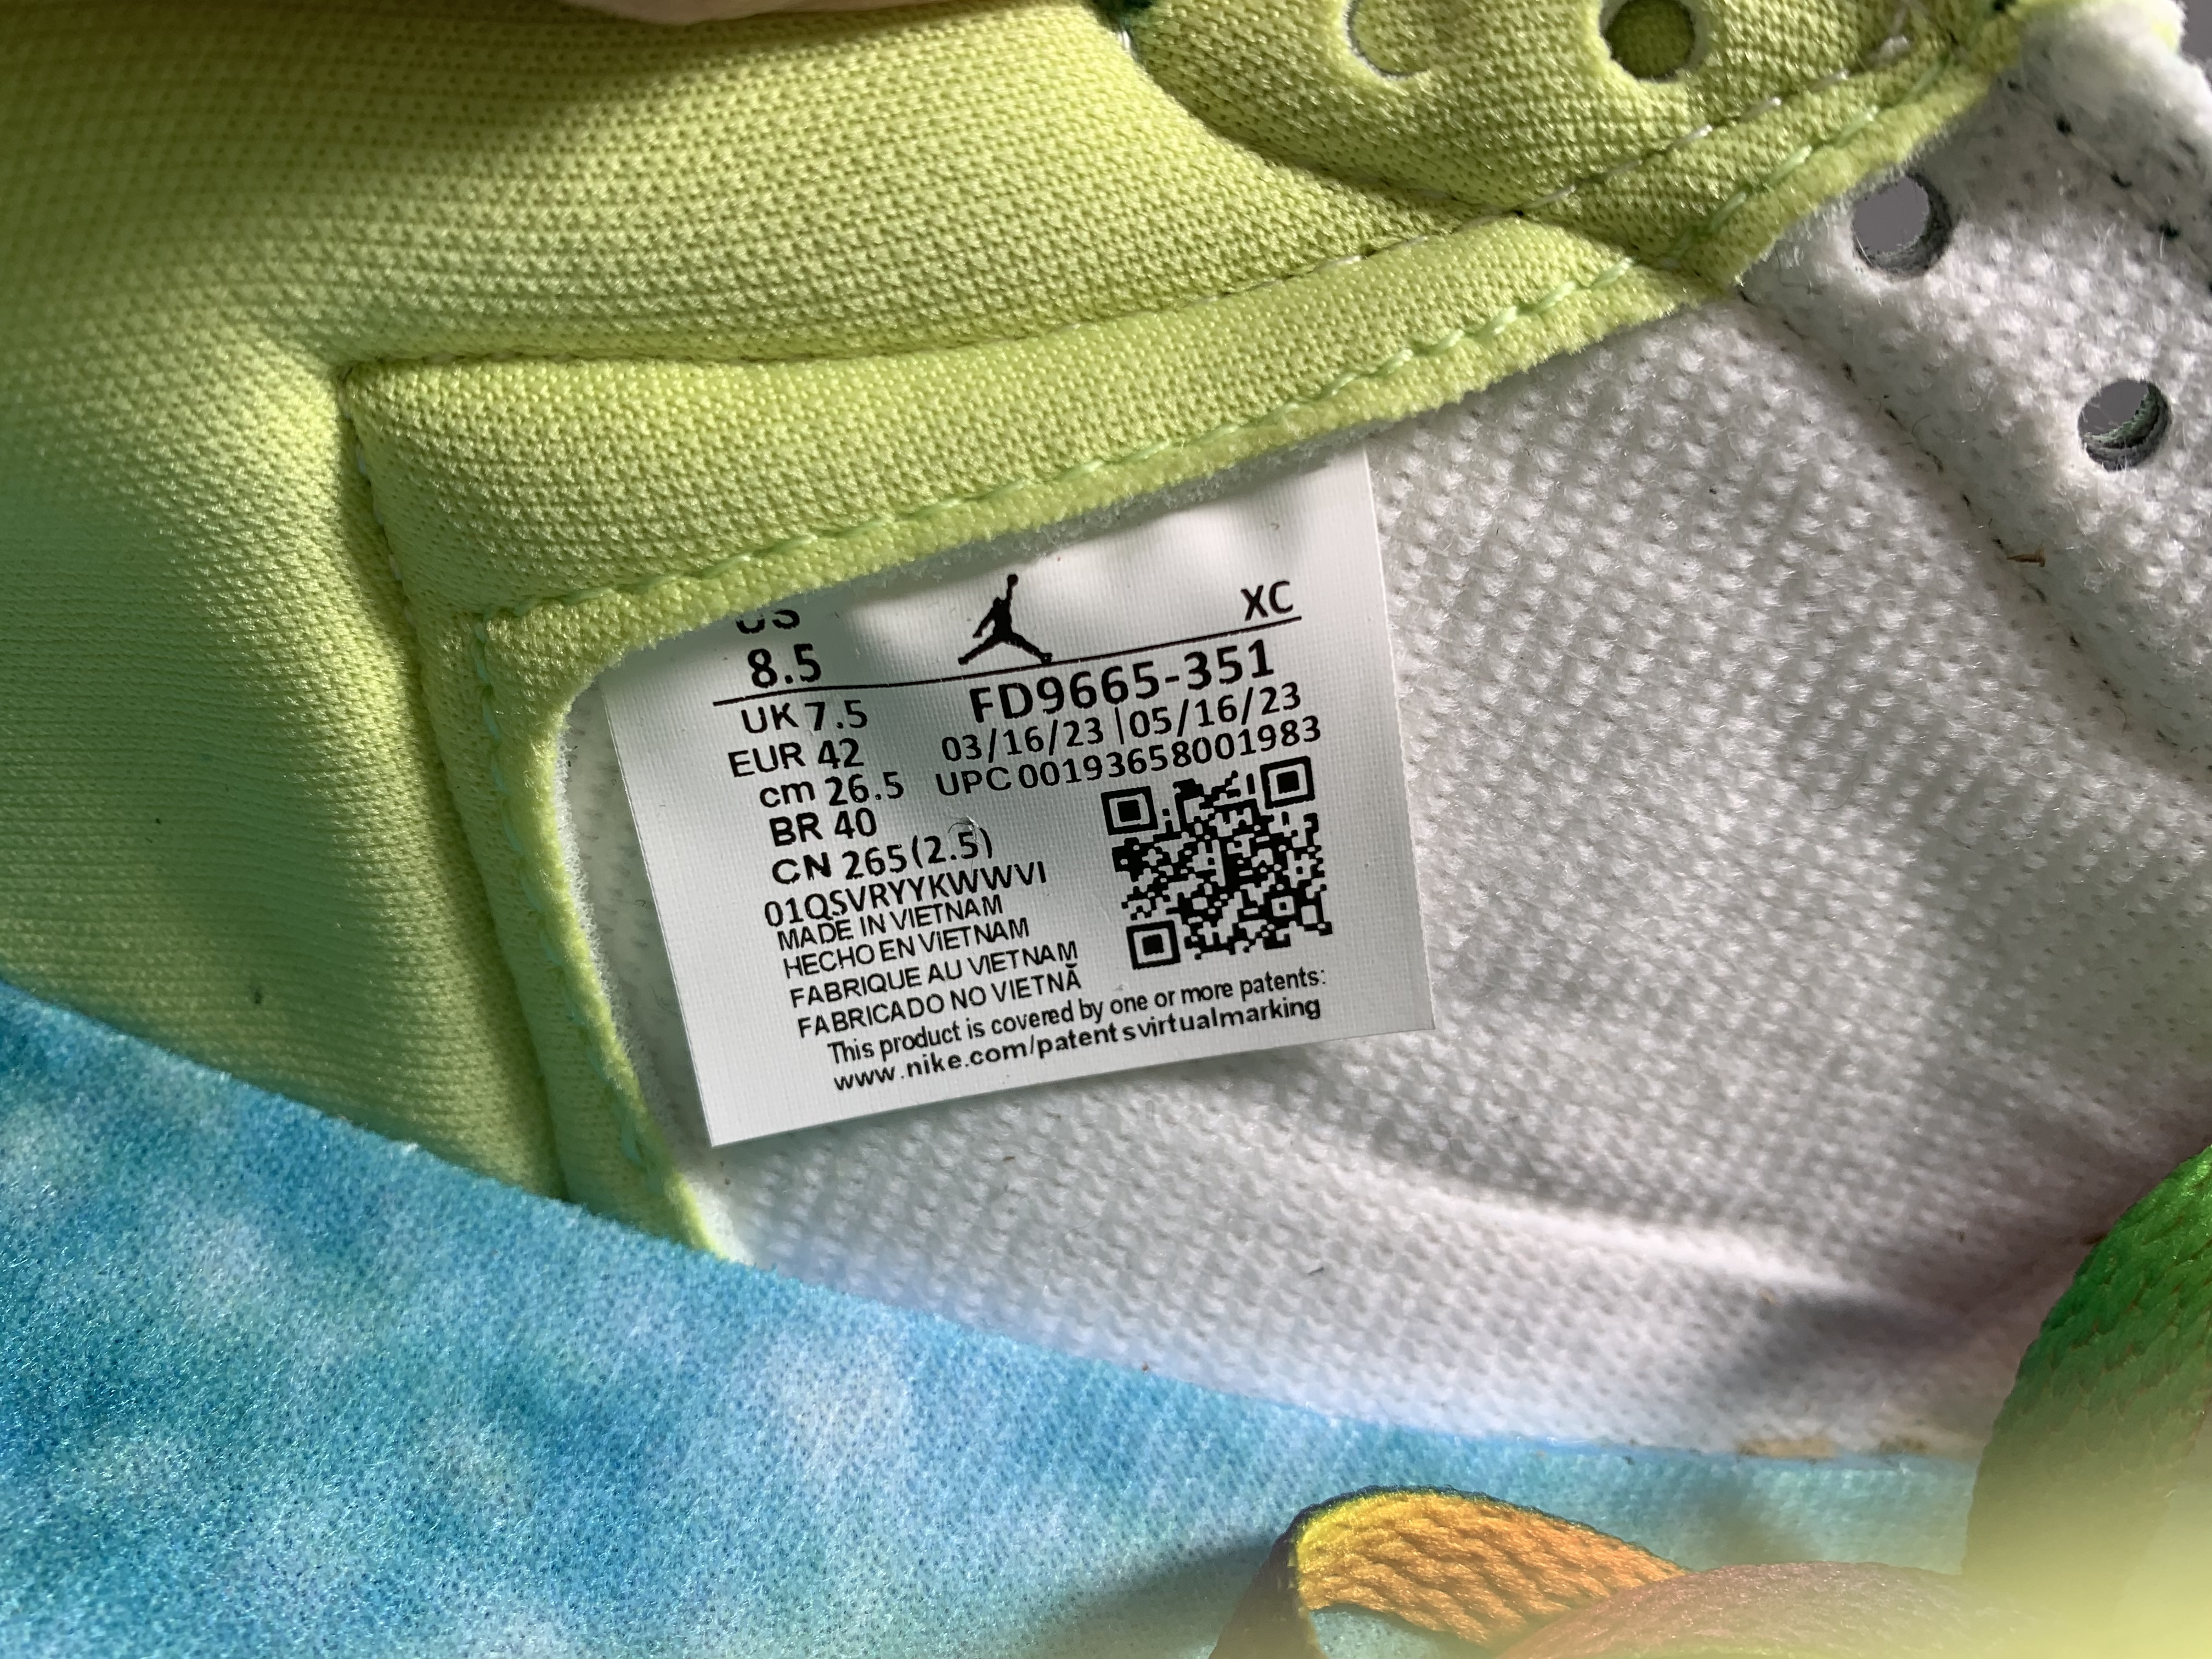 US
8.5
XC
UK 7.5
FD9665-351
EUR 42
03/16/23 | 05/16/23
cm 26.5
UPC 00193658001983
BR 40
CN 265(2.5)
01QSVRYYKWWVI
MADE IN VIETNAM
HECHO EN VIETNAM
FABRIQUE AU VIETNAM
FABRICADO NO VIETNÃ
This product is covered by one or more patents:
www.nike.com/patentsvirtualmarking